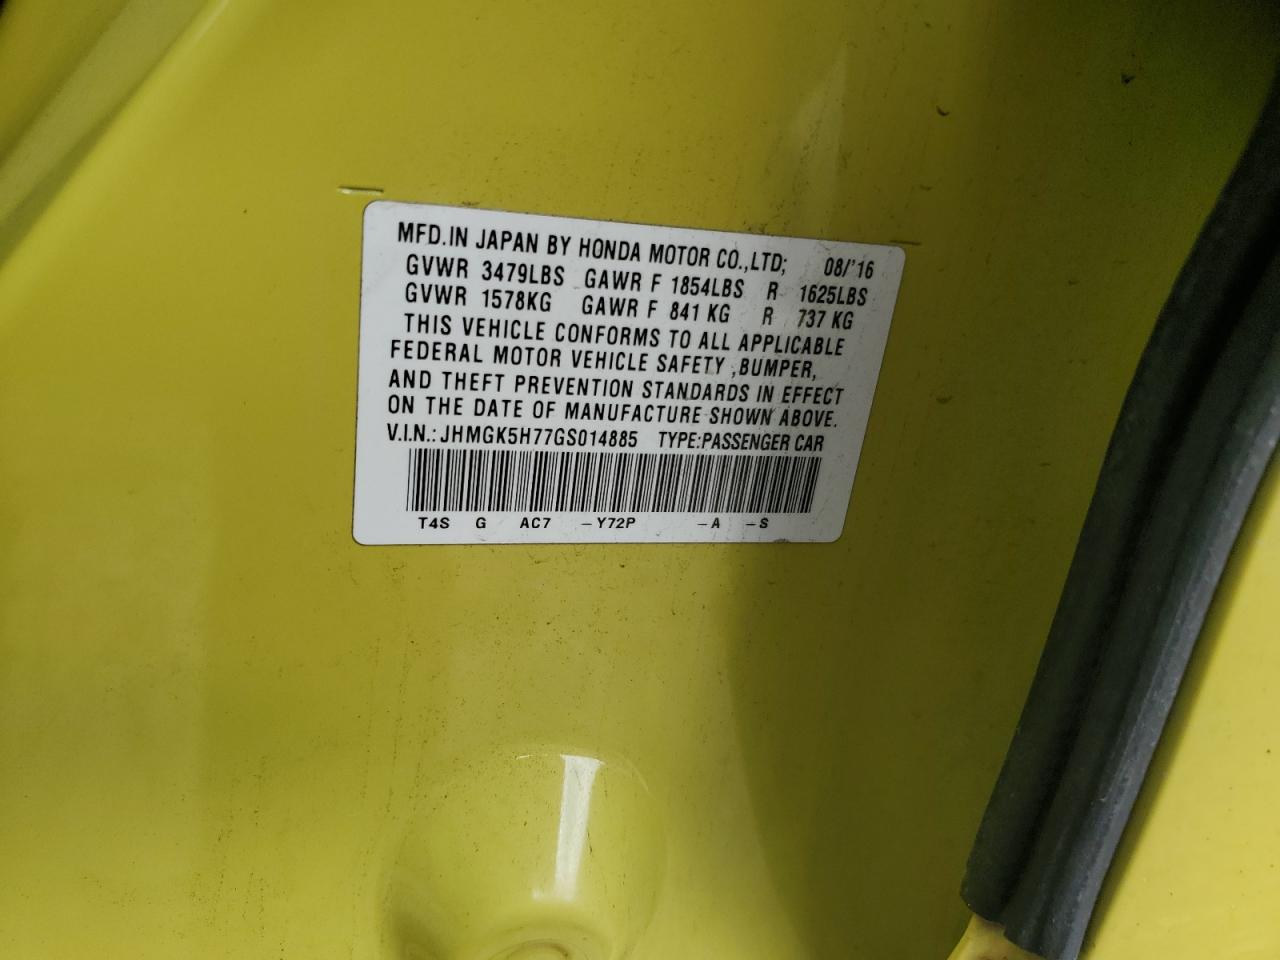 MFD.IN JAPAN BY HONDA MOTOR CO.,LTD; 08/'16
GVWR 3479LBS GAWR F 1854LBS R 1625LBS
GVWR 1578KG GAWR F 841 KG R 737 KG
THIS VEHICLE CONFORMS TO ALL APPLICABLE
FEDERAL MOTOR VEHICLE SAFETY ,BUMPER,
AND THEFT PREVENTION STANDARDS IN EFFECT
ON THE DATE OF MANUFACTURE SHOWN ABOVE.
V.I.N.: JHMGK5H77GS014885 TYPE:PASSENGER CAR
T4S G AC7 -Y72P -A -S